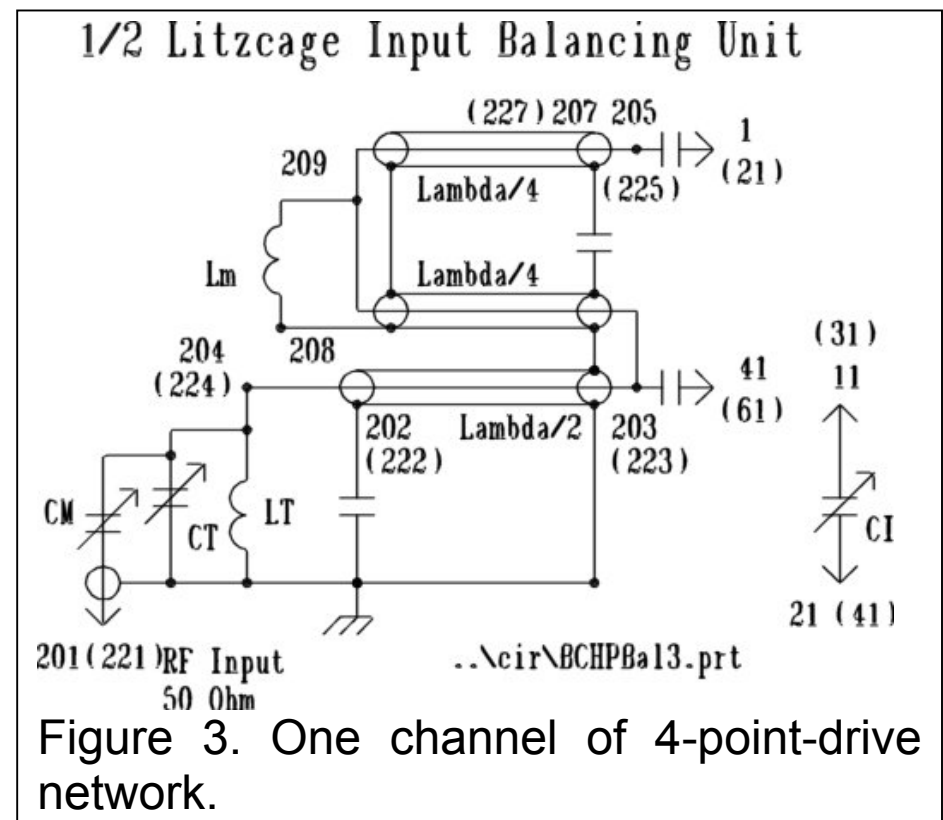 1/2 Litzcage Input Balancing Unit
(227) 207 205
1
(21)
209
Lambda/4
(225)
Lm
Lambda/4
204
(224)
208
(31)
11
41
(61)
202
(222)
Lambda/2
203
(223)
CM
CT
LT
CI
21 (41)
201(221)RF Input
50 Ohm
..\cir\BCHPBal3.prt
Figure 3. One channel of 4-point-drive
network.